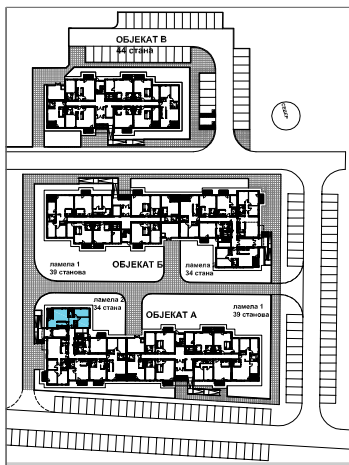 ОБЈЕКАТ В
44 стана
СЕВЕР
ламела 1
39 станова
ОБЈЕКАТ Б
ламела
34 стана
ламела 2
34 стана
ОБЈЕКАТ А
ламела 1
39 станова